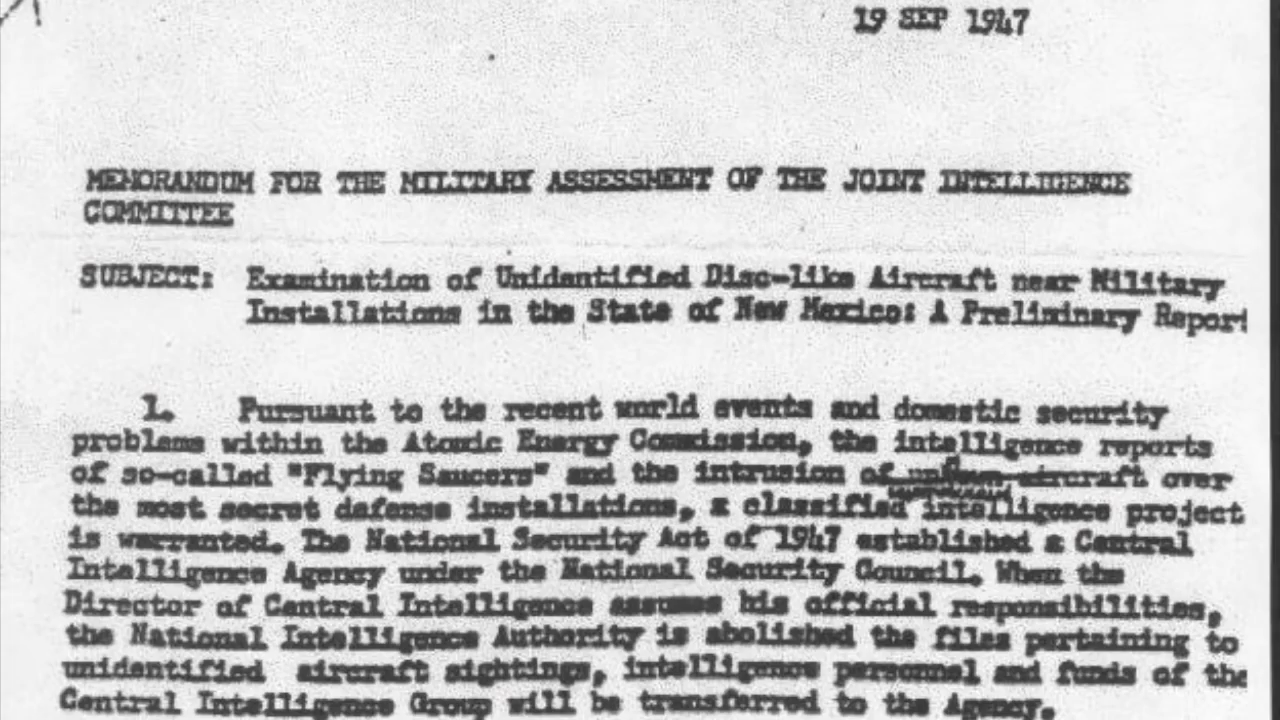 19 SEP 1947
MEMORANDUM FOR THE MILITARY ASSESSMENT OF THE JOINT INTELLIGENCE
COMMITTEE
SUBJECT: Examination of Unidentified Disc-like Aircraft near Military
Installations in the State of New Mexico: A Preliminary Report
1. Pursuant to the recent world events and domestic security
problems within the Atomic Energy Commission, the intelligence reports
of so-called "Flying Saucers" and the intrusion of aircraft over
the most secret defense installations, a classified intelligence project
is warranted. The National Security Act of 1947 established a Central
Intelligence Agency under the National Security Council. When the
Director of Central Intelligence assumes his official responsibilities,
the National Intelligence Authority is abolished the files pertaining to
unidentified aircraft sightings, intelligence personnel and funds of the
Central Intelligence Group will be transferred to the Agency.